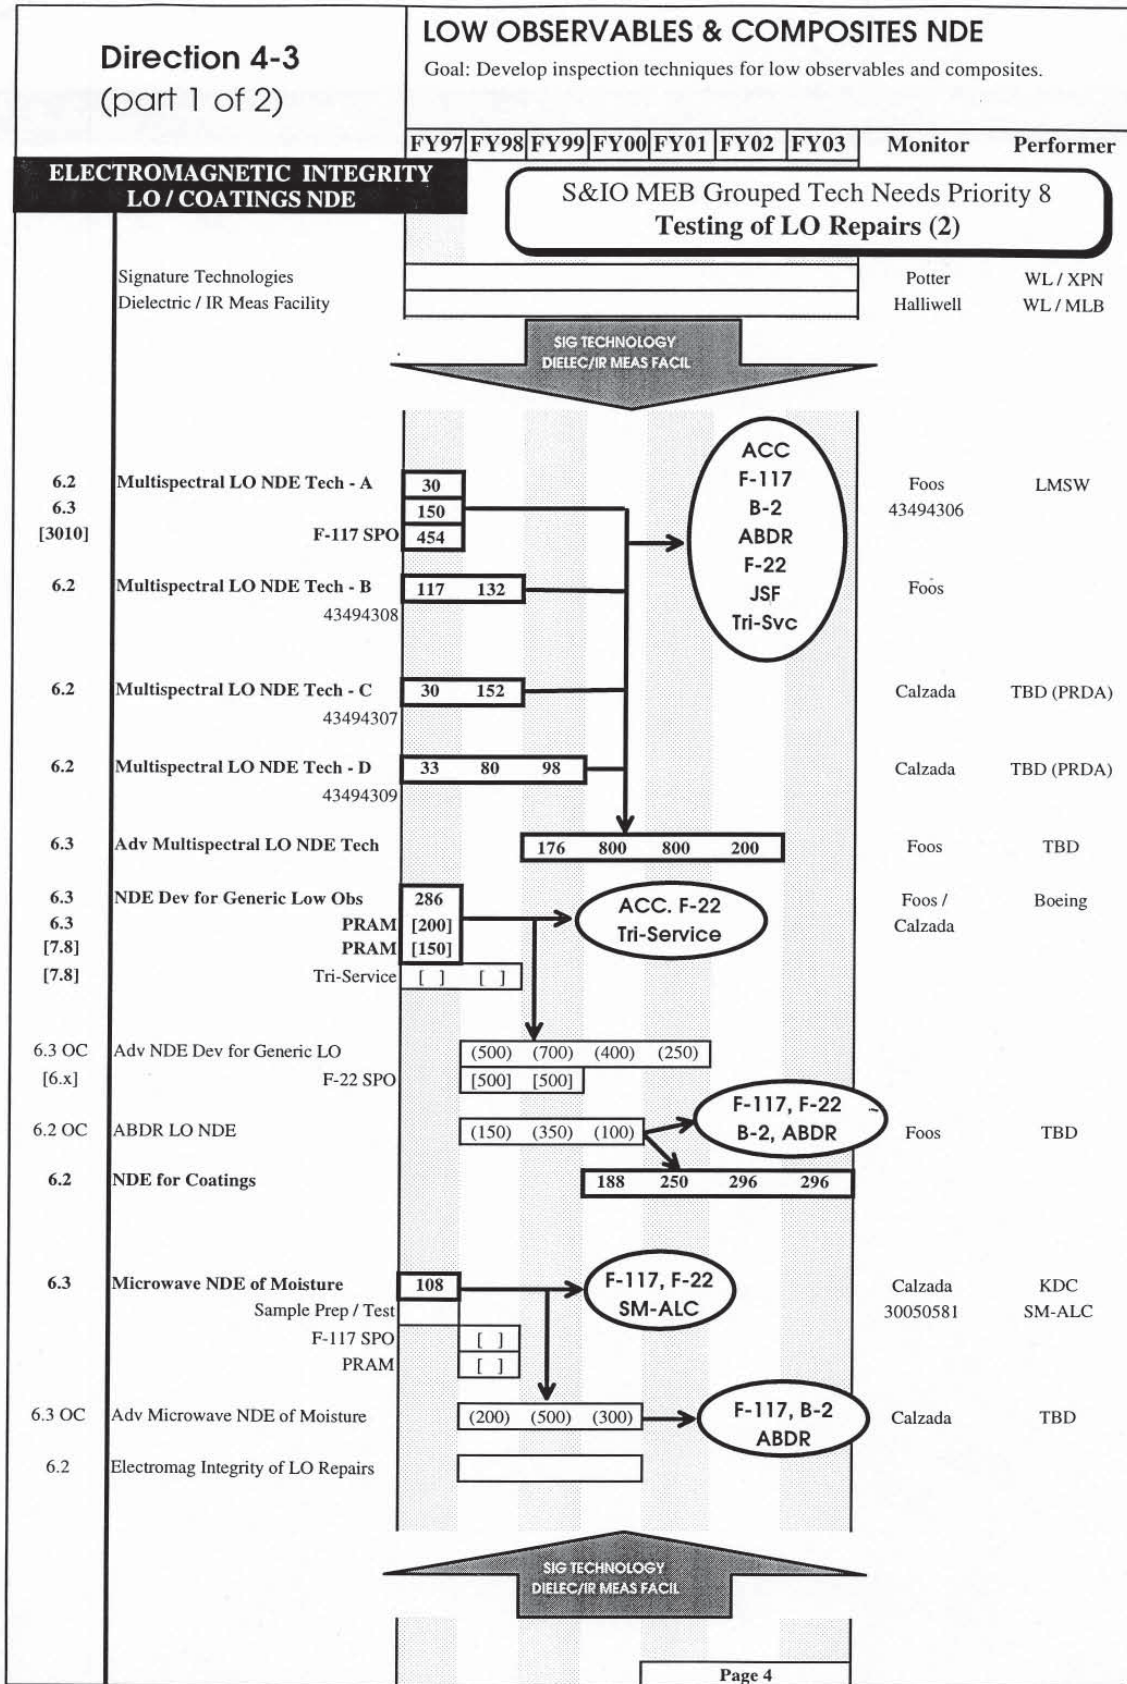 Direction 4-3
(part 1 of 2)
LOW OBSERVABLES & COMPOSITES NDE
Goal: Develop inspection techniques for low observables and composites.
FY97 FY98 FY99 FY00 FY01 FY02 FY03 Monitor Performer
ELECTROMAGNETIC INTEGRITY
LO / COATINGS NDE
S&IO MEB Grouped Tech Needs Priority 8
Testing of LO Repairs (2)
Signature Technologies Potter WL / XPN
Dielectric / IR Meas Facility Halliwell WL / MLB
SIG TECHNOLOGY
DIELEC/IR MEAS FACIL
ACC
F-117
B-2
ABDR
F-22
JSF
Tri-Svc
6.2 Multispectral LO NDE Tech - A 30 Foos LMSW
6.3 150 43494306
[3010] F-117 SPO 454
6.2 Multispectral LO NDE Tech - B 117 132 Foos
43494308
6.2 Multispectral LO NDE Tech - C 30 152 Calzada TBD (PRDA)
43494307
6.2 Multispectral LO NDE Tech - D 33 80 98 Calzada TBD (PRDA)
43494309
6.3 Adv Multispectral LO NDE Tech 176 800 800 200 Foos TBD
6.3 NDE Dev for Generic Low Obs 286 Foos / Boeing
6.3 PRAM [200] Calzada
[7.8] PRAM [150]
[7.8] Tri-Service [ ] [ ]
ACC. F-22
Tri-Service
6.3 OC Adv NDE Dev for Generic LO (500) (700) (400) (250)
[6.x] F-22 SPO [500] [500]
F-117, F-22
B-2, ABDR
6.2 OC ABDR LO NDE (150) (350) (100) Foos TBD
6.2 NDE for Coatings 188 250 296 296
6.3 Microwave NDE of Moisture 108 Calzada KDC
Sample Prep / Test 30050581 SM-ALC
F-117, F-22
SM-ALC
F-117 SPO [ ]
PRAM [ ]
6.3 OC Adv Microwave NDE of Moisture (200) (500) (300) Calzada TBD
F-117, B-2
ABDR
6.2 Electromag Integrity of LO Repairs
SIG TECHNOLOGY
DIELEC/IR MEAS FACIL
Page 4